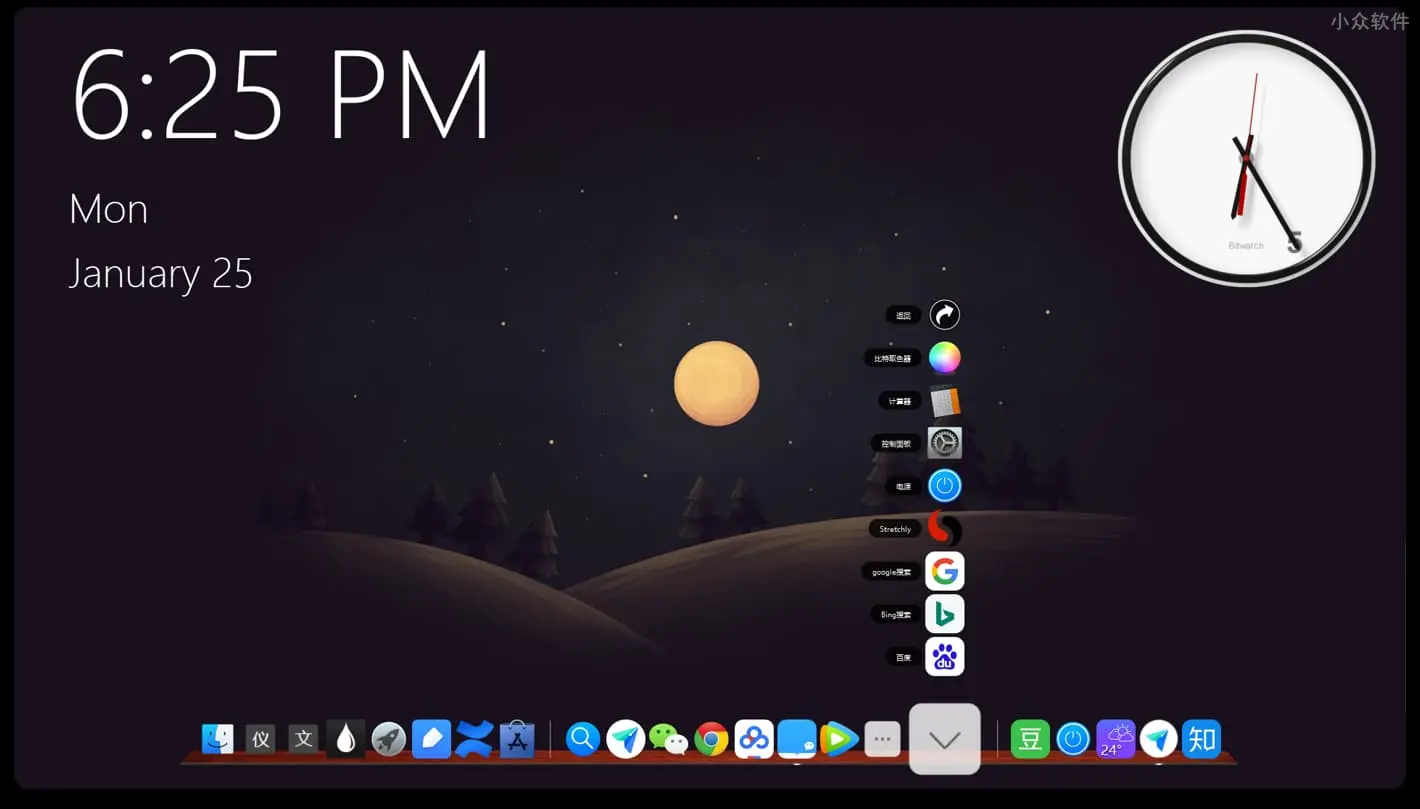 小众软件
6:25 PM
Mon
January 25
Bitwatch
5
返回
比特取色器
计算器
控制面板
电源
Stretchly
google搜索
Bing搜索
百度
du
仪
文
豆
24°
知